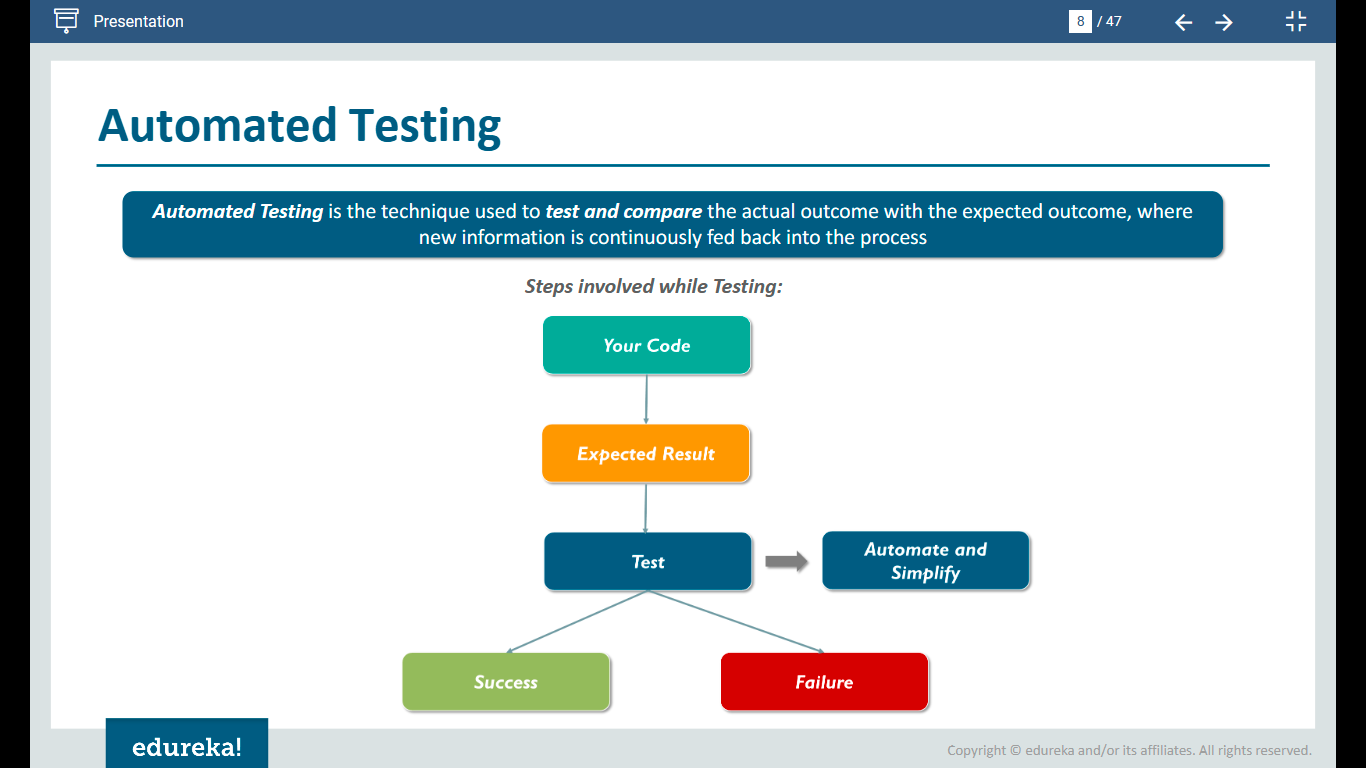 Presentation
8 / 47
Automated Testing
Automated Testing is the technique used to test and compare the actual outcome with the expected outcome, where
new information is continuously fed back into the process
Steps involved while Testing:
Your Code
Expected Result
Test
Automate and
Simplify
Success
Failure
edureka!
Copyright © edureka and/or its affiliates. All rights reserved.